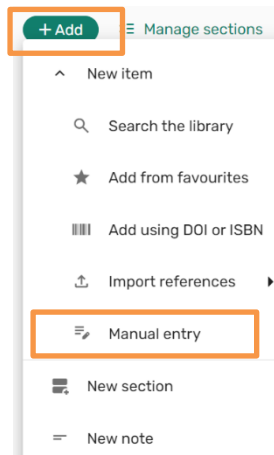 + Add
Manage sections
New item
Search the library
Add from favourites
Add using DOI or ISBN
Import references
Manual entry
New section
New note